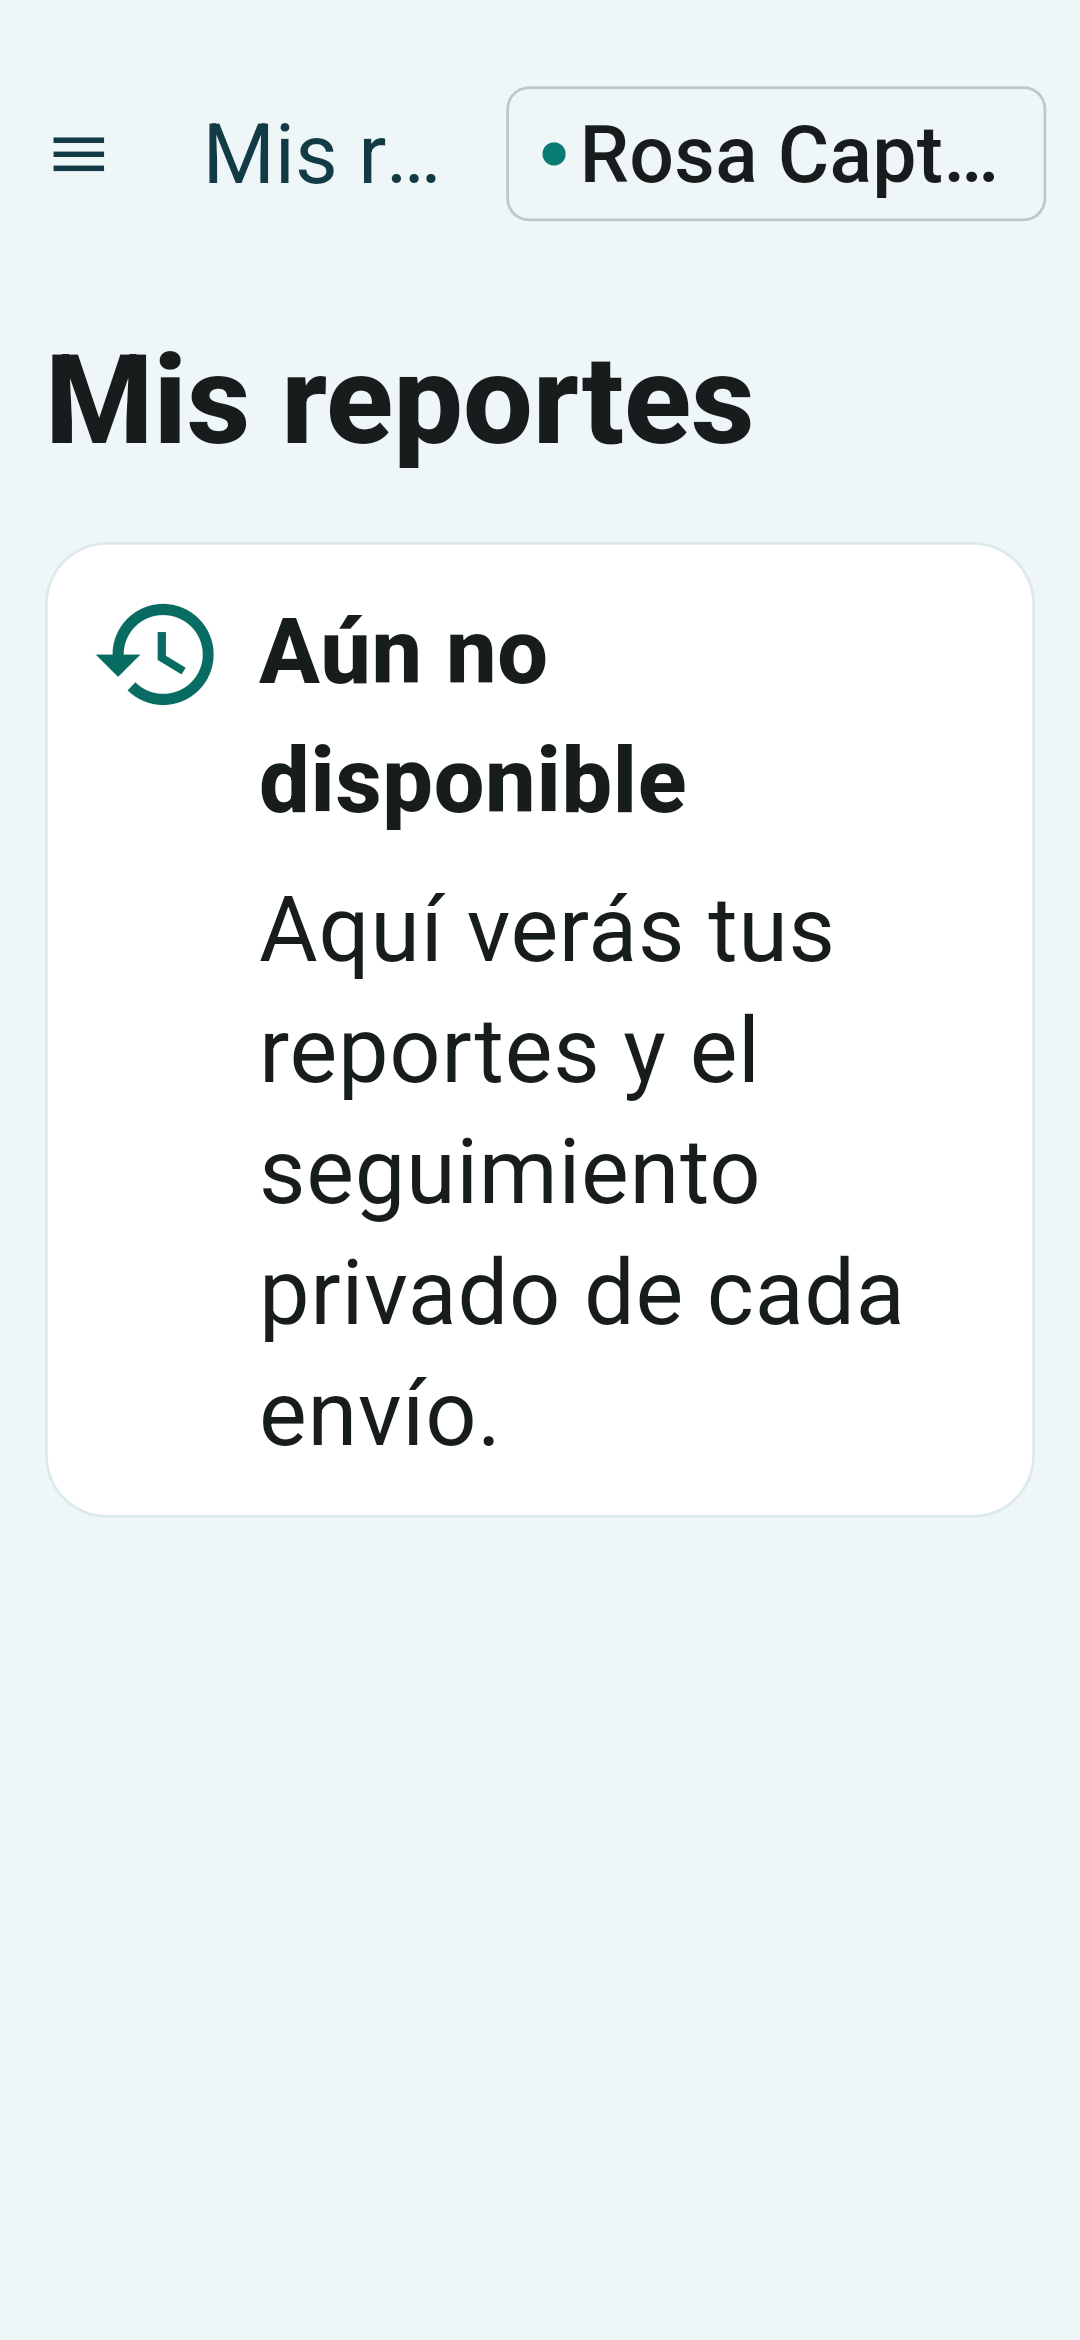 Mis r...
Rosa Capt...
Mis reportes
Aún no
disponible
Aquí verás tus
reportes y el
seguimiento
privado de cada
envío.